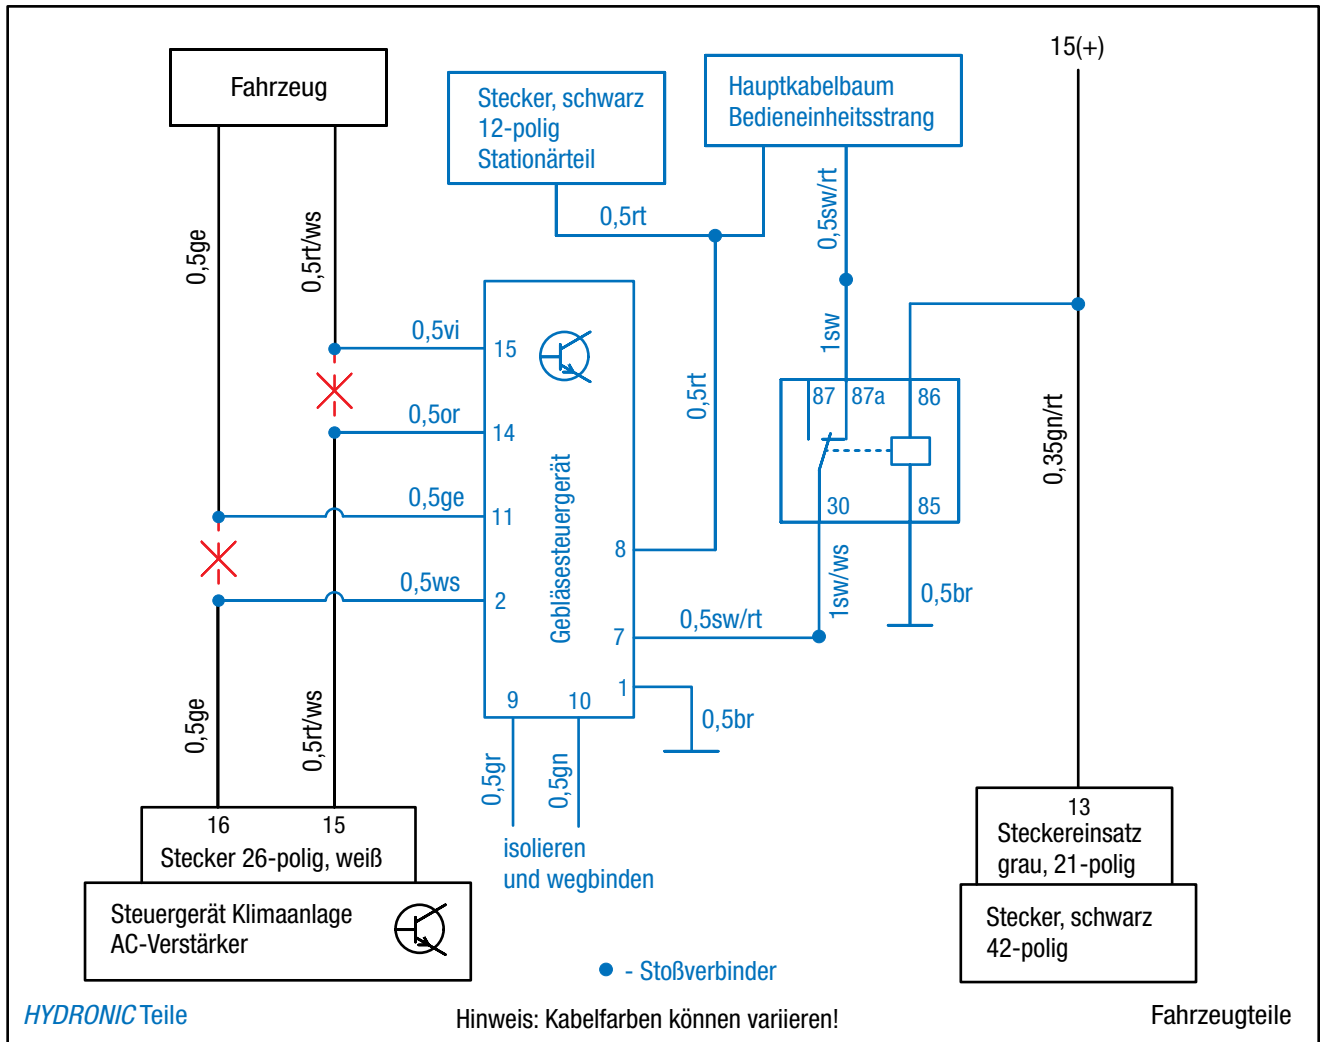 15(+)
Fahrzeug
Stecker, schwarz
12-polig
Stationärteil
Hauptkabelbaum
Bedieneinheitsstrang
0,5rt
0,5ge
0,5rt/ws
0,5sw/rt
1sw
0,5vi
15
0,5or
14
0,5ge
11
0,5ws
2
Gebläsesteuergerät
8
7
1
9
10
0,5rt
87
87a
86
30
85
0,35gn/rt
1sw/ws
0,5br
0,5sw/rt
0,5br
0,5ge
0,5rt/ws
0,5gr
0,5gn
isolieren
und wegbinden
16
15
Stecker 26-polig, weiß
Steuergerät Klimaanlage
AC-Verstärker
13
Steckereinsatz
grau, 21-polig
Stecker, schwarz
42-polig
- Stoßverbinder
HYDRONIC Teile
Hinweis: Kabelfarben können variieren!
Fahrzeugteile